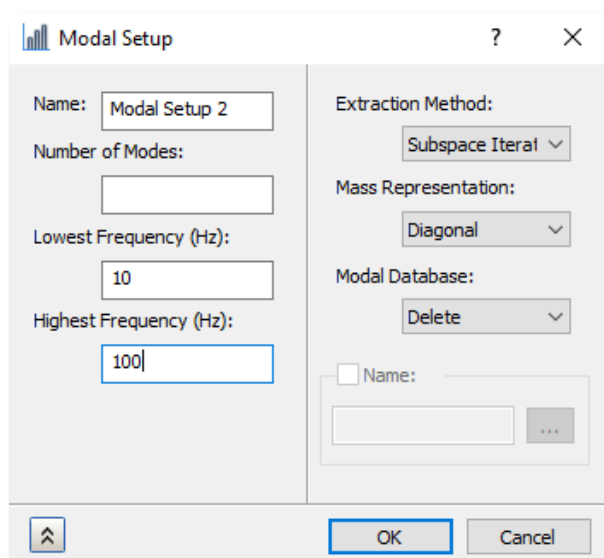 Modal Setup
?
Name:
Modal Setup 2
Number of Modes:
Lowest Frequency (Hz):
10
Highest Frequency (Hz):
100
Extraction Method:
Subspace Iterat
Mass Representation:
Diagonal
Modal Database:
Delete
Name:
...
OK
Cancel